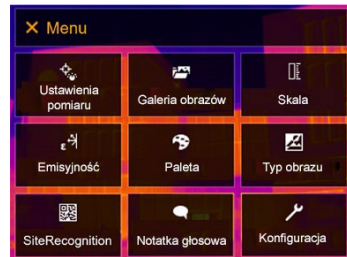 Menu
Ustawienia
pomiaru
Galeria obrazów
Skala
Emisyjność
Paleta
Typ obrazu
SiteRecognition
Notatka głosowa
Konfiguracja